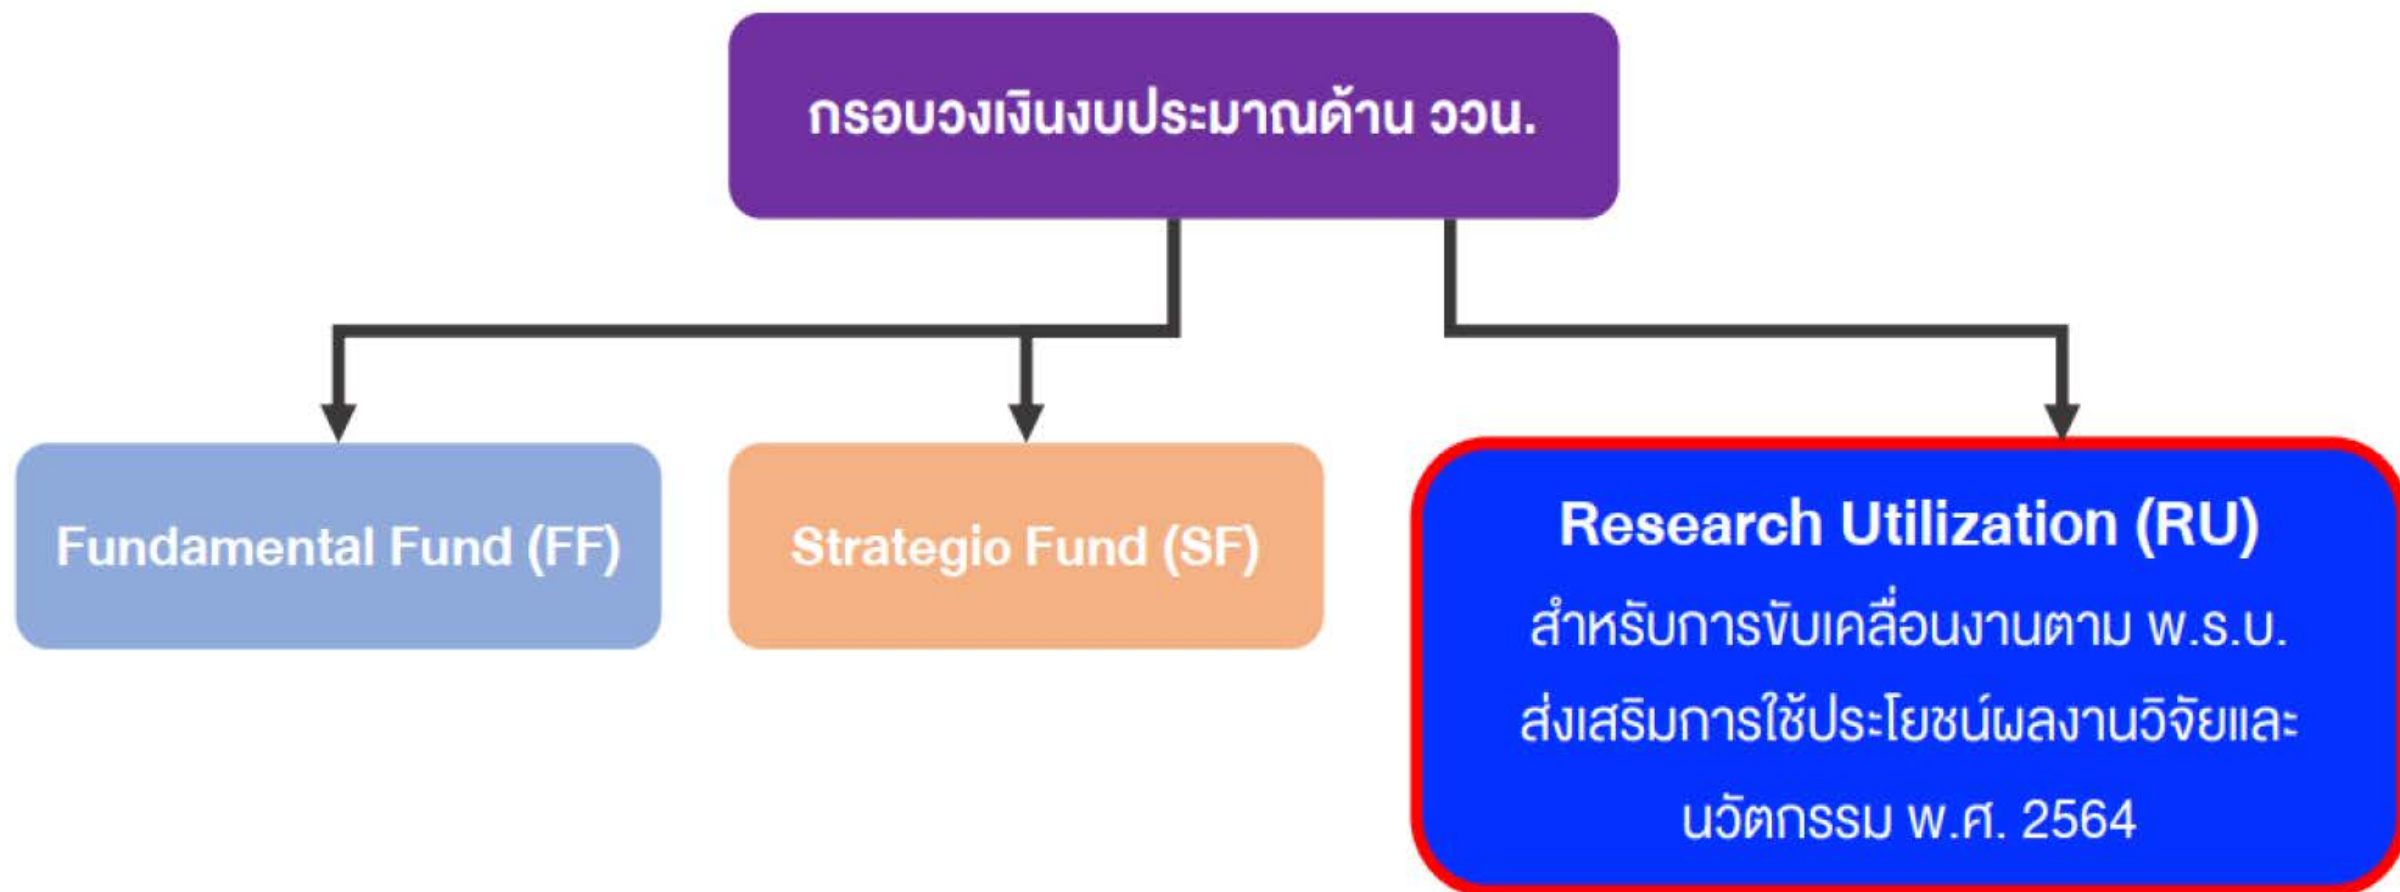 กรอบวงเงินงบประมาณด้าน ววน.
Fundamental Fund (FF)
Strategio Fund (SF)
Research Utilization (RU)
สำหรับการขับเคลื่อนงานตาม พ.ร.บ.
ส่งเสริมการใช้ประโยชน์ผลงานวิจัยและ
นวัตกรรม พ.ศ. 2564